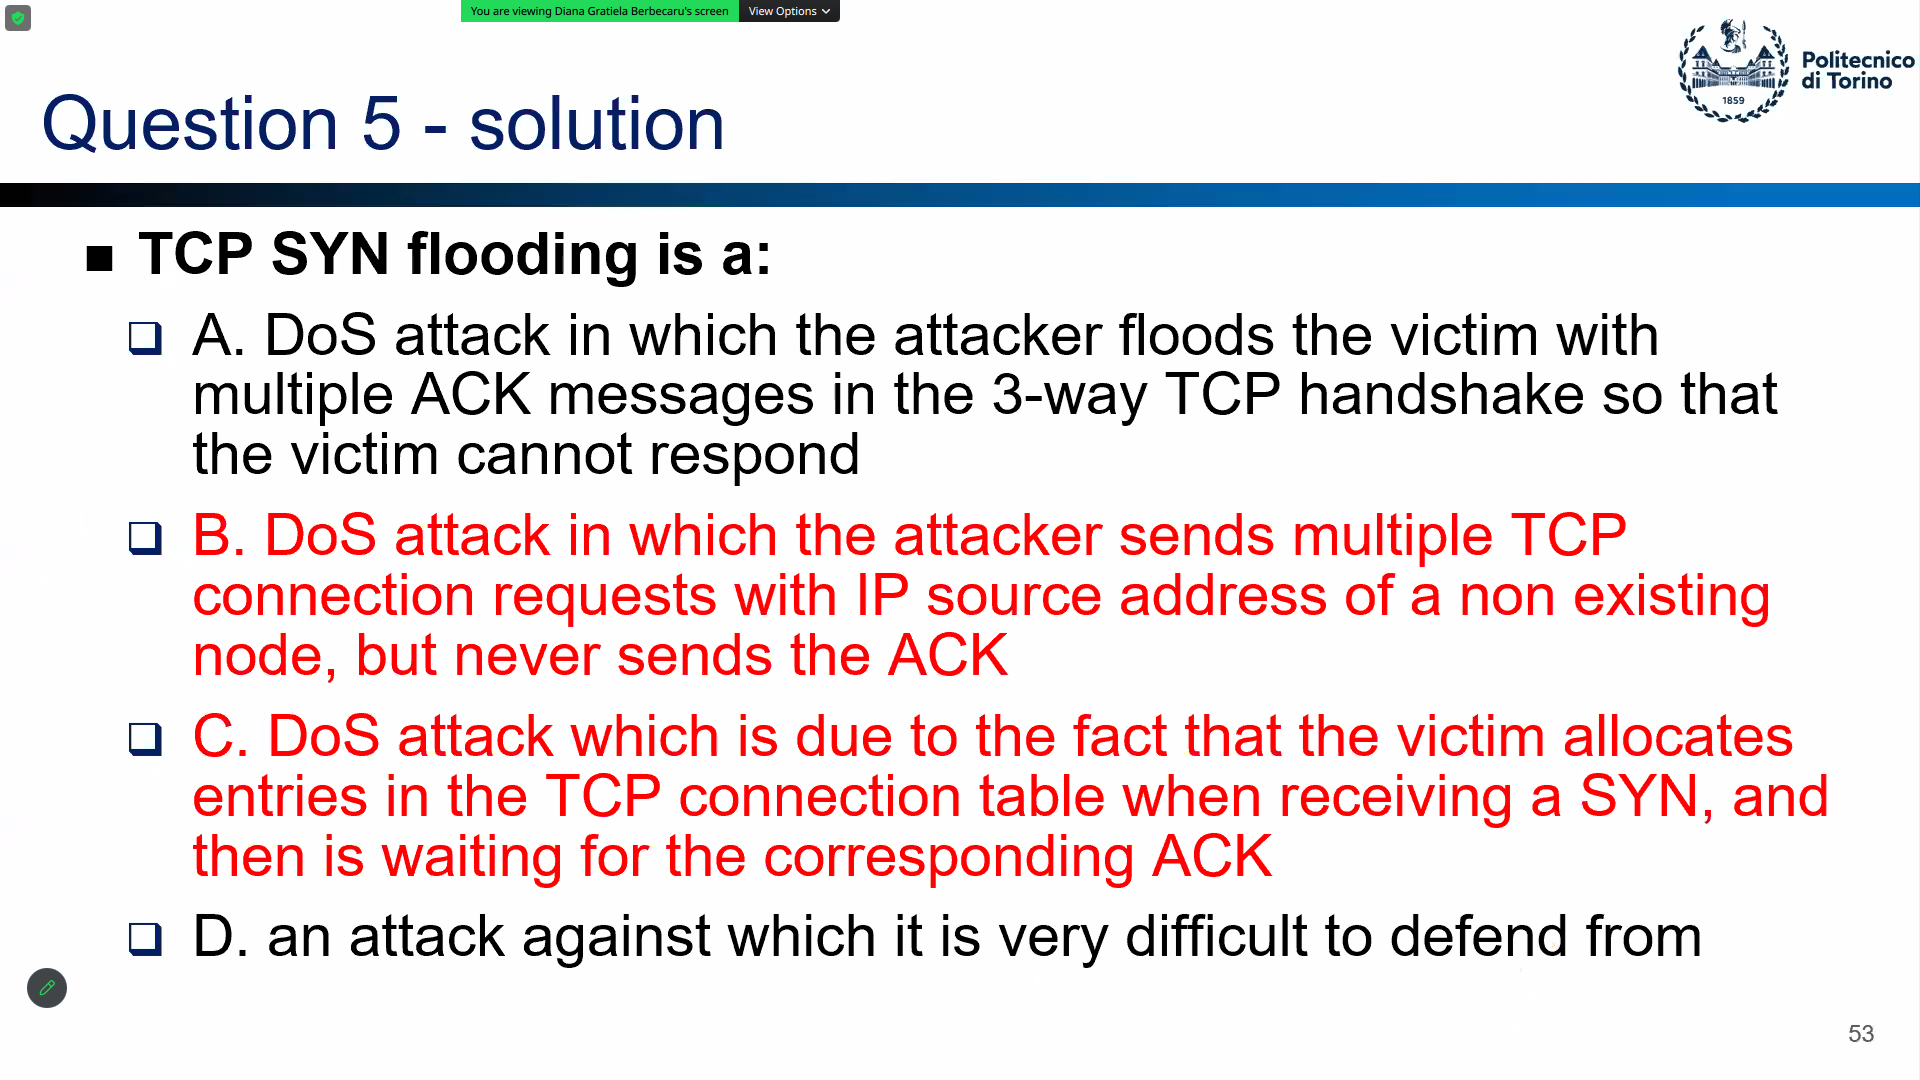 You are viewing Diana Gratiela Berbecaru's screen
View Options
Politecnico
di Torino
1859
Question 5 - solution
TCP SYN flooding is a:
A. DoS attack in which the attacker floods the victim with
multiple ACK messages in the 3-way TCP handshake so that
the victim cannot respond
B. DoS attack in which the attacker sends multiple TCP
connection requests with IP source address of a non existing
node, but never sends the ACK
C. DoS attack which is due to the fact that the victim allocates
entries in the TCP connection table when receiving a SYN, and
then is waiting for the corresponding ACK
D. an attack against which it is very difficult to defend from
53